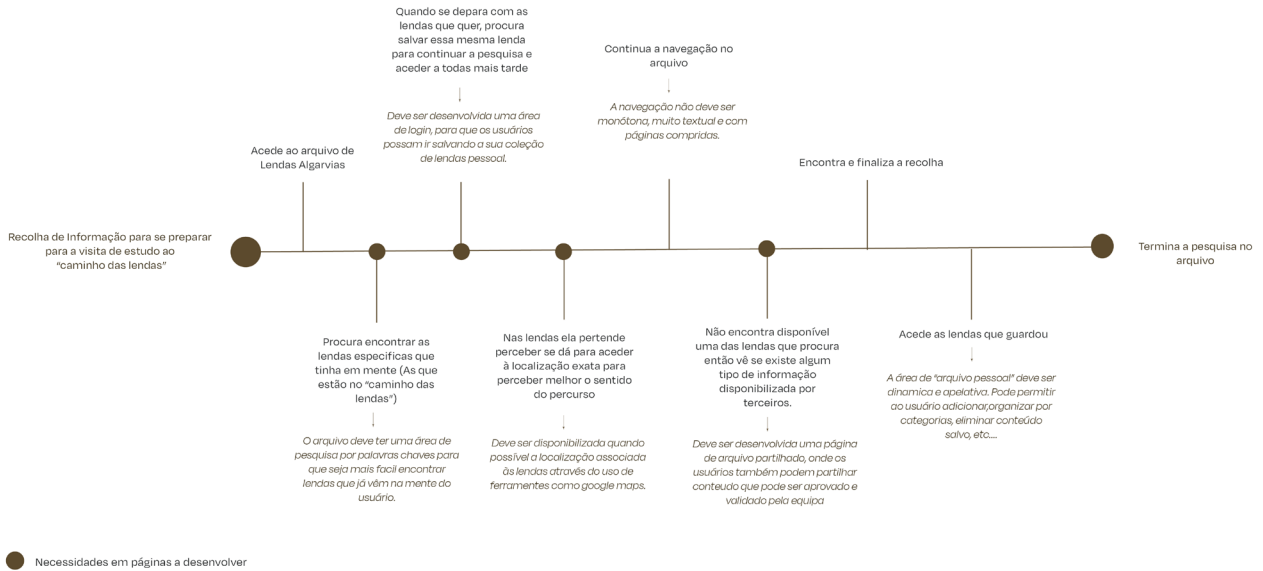 Recolha de Informação para se preparar
para a visita de estudo ao
“caminho das lendas”
Acede ao arquivo de
Lendas Algarvias
Procura encontrar as
lendas especificas que
tinha em mente (As que
estão no “caminho das
lendas”)
O arquivo deve ter uma área de
pesquisa por palavras chaves para
que seja mais facil encontrar
lendas que já vêm na mente do
usuário.
Quando se depara com as
lendas que quer, procura
salvar essa mesma lenda
para continuar a pesquisa e
aceder a todas mais tarde
Deve ser desenvolvida uma área
de login, para que os usuários
possam ir salvando a sua coleção
de lendas pessoal.
Nas lendas ela pertende
perceber se dá para aceder
à localização exata para
perceber melhor o sentido
do percurso
Deve ser disponibilizada quando
possível a localização associada
às lendas através do uso de
ferramentes como google maps.
Continua a navegação no
arquivo
A navegação não deve ser
monótona, muito textual e com
páginas compridas.
Não encontra disponível
uma das lendas que procura
então vê se existe algum
tipo de informação
disponibilizada por
terceiros.
Deve ser desenvolvida uma página
de arquivo partilhado, onde os
usuários também podem partilhar
conteudo que pode ser aprovado e
validado pela equipa
Encontra e finaliza a recolha
Acede as lendas que guardou
A área de “arquivo pessoal” deve ser
dinamica e apelativa. Pode permitir
ao usuário adicionar,organizar por
categorias, eliminar conteúdo
salvo, etc....
Termina a pesquisa no
arquivo
Necessidades em páginas a desenvolver